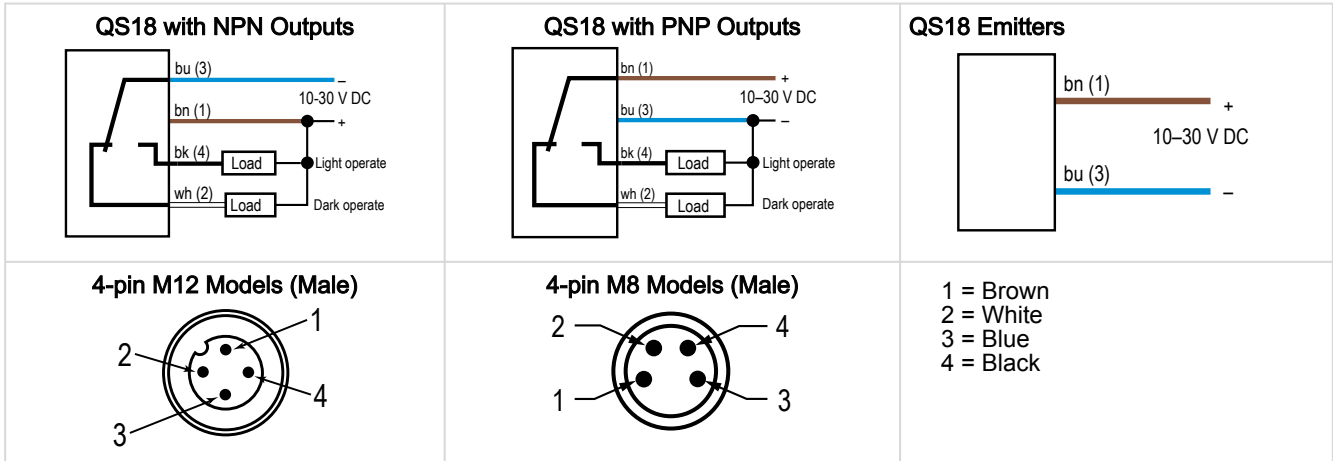 QS18 with NPN Outputs
bu (3)
–
10-30 V DC
bn (1)
+
bk (4)
Load
Light operate
wh (2)
Load
Dark operate
QS18 with PNP Outputs
bn (1)
+
10–30 V DC
bu (3)
–
bk (4)
Load
Light operate
wh (2)
Load
Dark operate
QS18 Emitters
bn (1)
+
10–30 V DC
bu (3)
–
4-pin M12 Models (Male)
1
2
4
3
4-pin M8 Models (Male)
2
4
1
3
1 = Brown
2 = White
3 = Blue
4 = Black